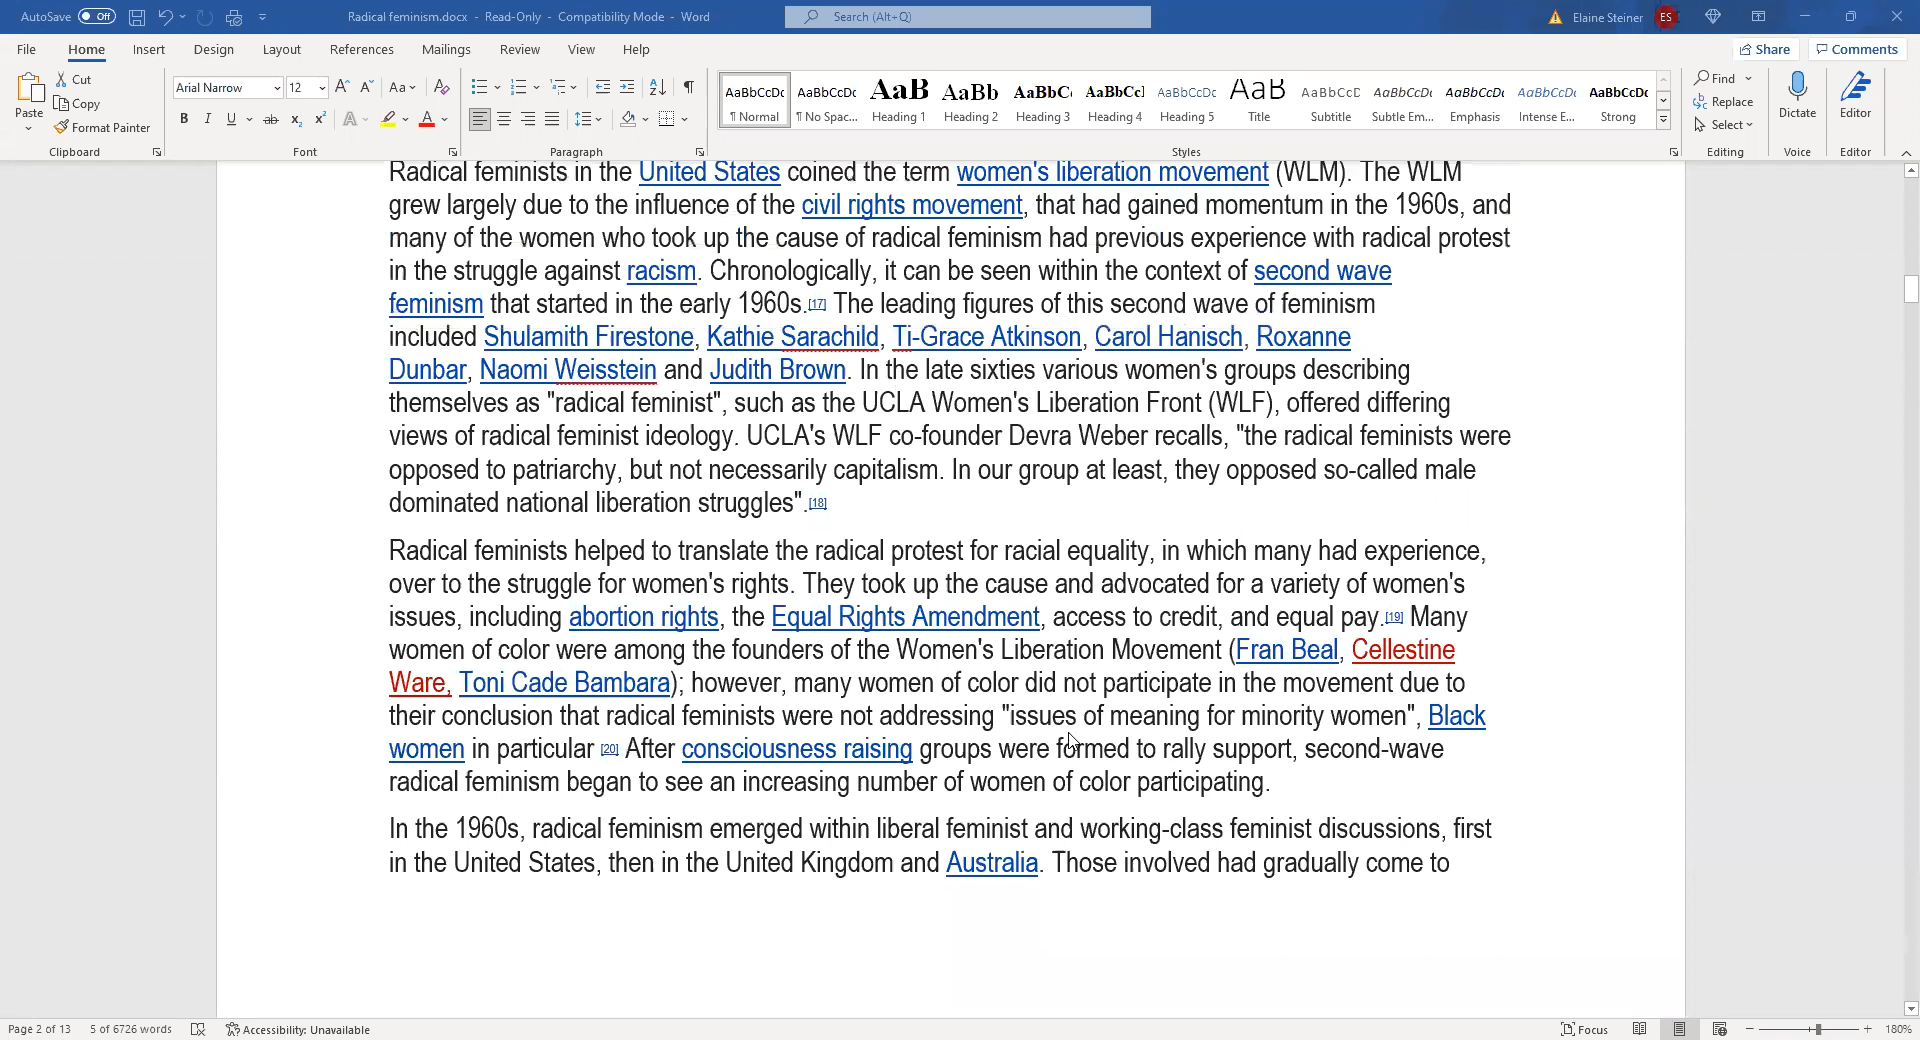 AutoSave Off Radical feminism.docx - Read-Only - Compatibility Mode - Word Search (Alt+Q) Elaine Steiner ES
File Home Insert Design Layout References Mailings Review View Help Share Comments
Paste Cut Copy Format Painter
Arial Narrow 12 Aa
B I U ab x₂ x² A A
AaBbCcDc AaBbCcDc AaB AaBb AaBbC AaBbCcI AaBbCcDc AaB AaBbCcD AaBbCcDc AaBbCcDc AaBbCcDc AaBbCcDc
¶ Normal ¶ No Spac... Heading 1 Heading 2 Heading 3 Heading 4 Heading 5 Title Subtitle Subtle Em... Emphasis Intense E... Strong
Find Replace Select Dictate Editor
Clipboard Font Paragraph Styles Editing Voice Editor
Radical feminists in the United States coined the term women's liberation movement (WLM). The WLM
grew largely due to the influence of the civil rights movement, that had gained momentum in the 1960s, and
many of the women who took up the cause of radical feminism had previous experience with radical protest
in the struggle against racism. Chronologically, it can be seen within the context of second wave
feminism that started in the early 1960s.[17] The leading figures of this second wave of feminism
included Shulamith Firestone, Kathie Sarachild, Ti-Grace Atkinson, Carol Hanisch, Roxanne
Dunbar, Naomi Weisstein and Judith Brown. In the late sixties various women's groups describing
themselves as "radical feminist", such as the UCLA Women's Liberation Front (WLF), offered differing
views of radical feminist ideology. UCLA's WLF co-founder Devra Weber recalls, "the radical feminists were
opposed to patriarchy, but not necessarily capitalism. In our group at least, they opposed so-called male
dominated national liberation struggles".[18]
Radical feminists helped to translate the radical protest for racial equality, in which many had experience,
over to the struggle for women's rights. They took up the cause and advocated for a variety of women's
issues, including abortion rights, the Equal Rights Amendment, access to credit, and equal pay.[19] Many
women of color were among the founders of the Women's Liberation Movement (Fran Beal, Cellestine
Ware, Toni Cade Bambara); however, many women of color did not participate in the movement due to
their conclusion that radical feminists were not addressing "issues of meaning for minority women", Black
women in particular [20] After consciousness raising groups were formed to rally support, second-wave
radical feminism began to see an increasing number of women of color participating.
In the 1960s, radical feminism emerged within liberal feminist and working-class feminist discussions, first
in the United States, then in the United Kingdom and Australia. Those involved had gradually come to
Page 2 of 13 5 of 6726 words Accessibility: Unavailable Focus 180%